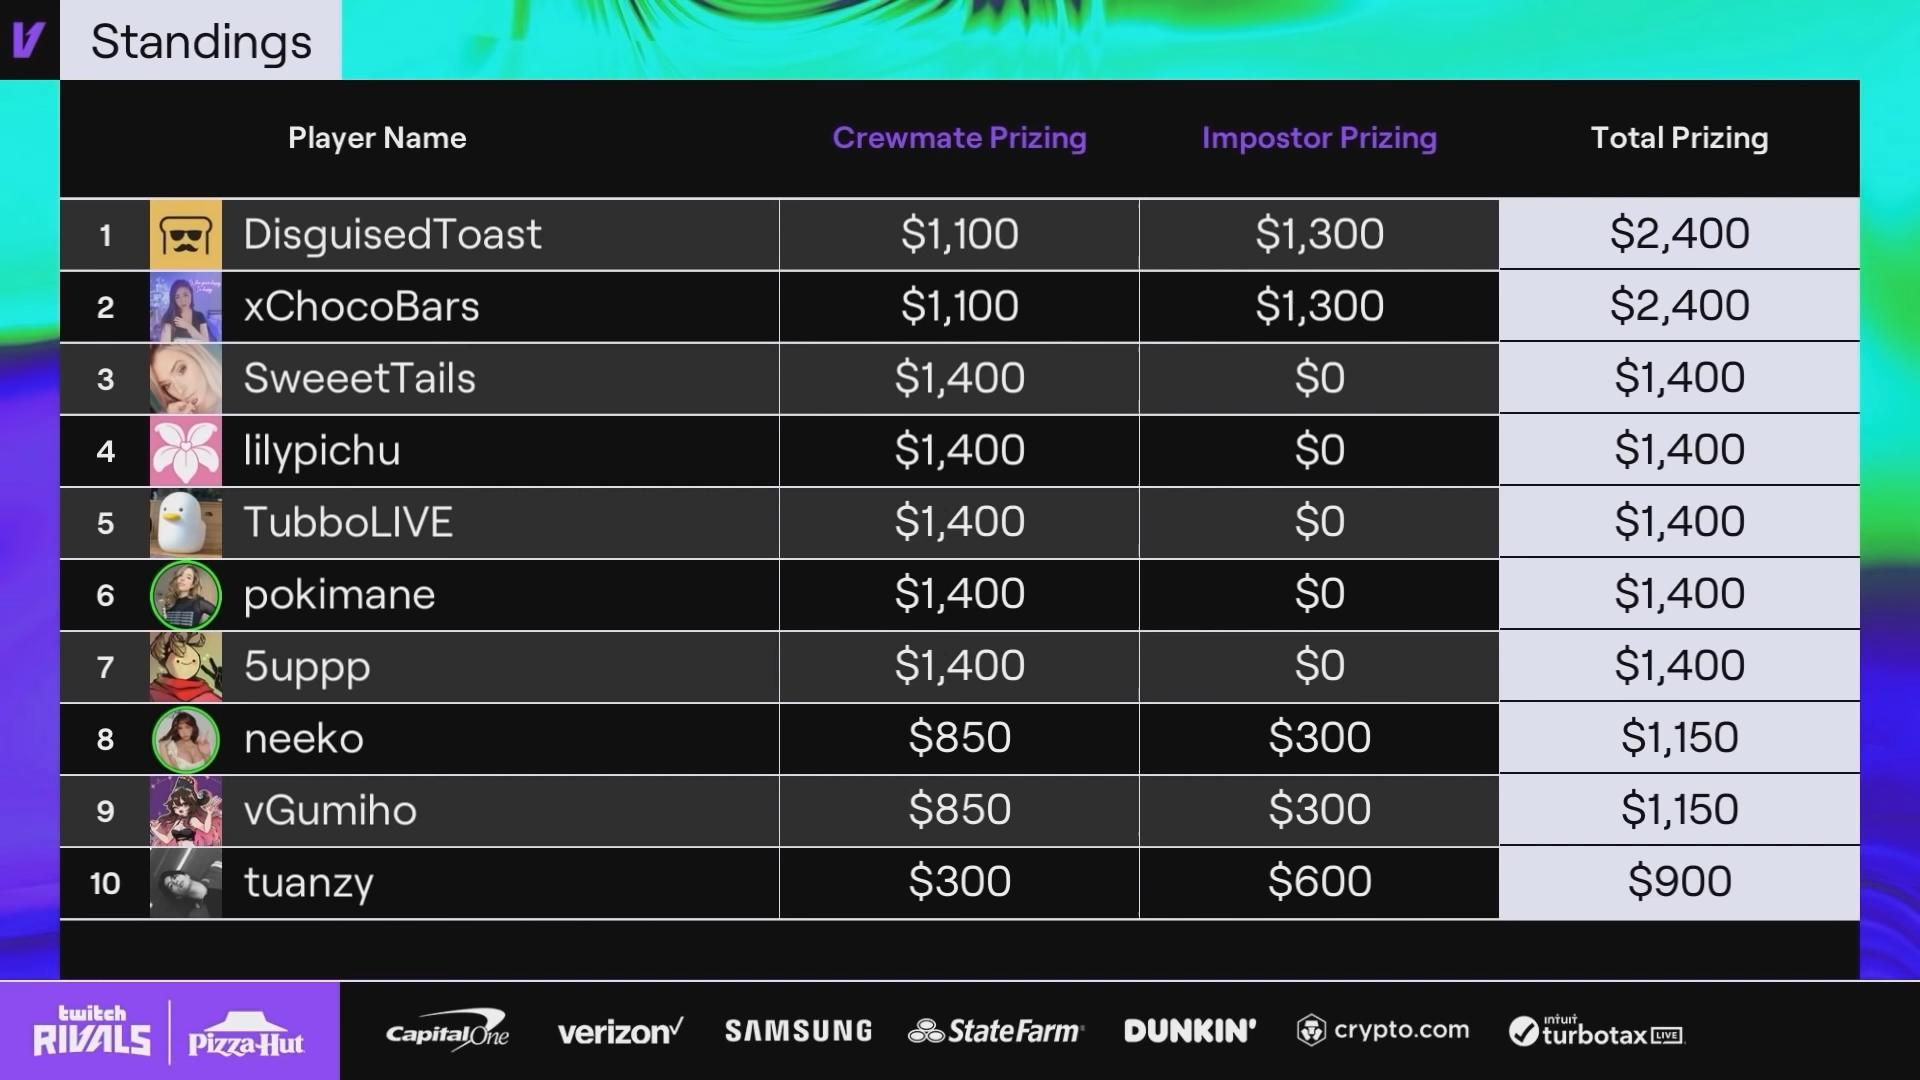 Standings
Player Name Crewmate Prizing Impostor Prizing Total Prizing
1 DisguisedToast $1,100 $1,300 $2,400
2 xChocoBars $1,100 $1,300 $2,400
3 SweeetTails $1,400 $0 $1,400
4 lilypichu $1,400 $0 $1,400
5 TubboLIVE $1,400 $0 $1,400
6 pokimane $1,400 $0 $1,400
7 5uppp $1,400 $0 $1,400
8 neeko $850 $300 $1,150
9 vGumiho $850 $300 $1,150
10 tuanzy $300 $600 $900
twitch
RIVALS Pizza Hut Capital One verizon SAMSUNG State Farm DUNKIN' crypto.com intuit turbotax LIVE